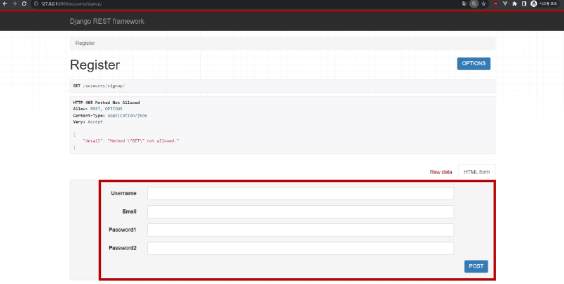 127.0.0.1:8000/accounts/signup/
Django REST framework
Register
Register
OPTIONS
GET /accounts/signup/
HTTP 405 Method Not Allowed
Allow: POST, OPTIONS
Content-Type: application/json
Vary: Accept
{
"detail": "Method \"GET\" not allowed."
}
Raw data
HTML form
Username
Email
Password1
Password2
POST